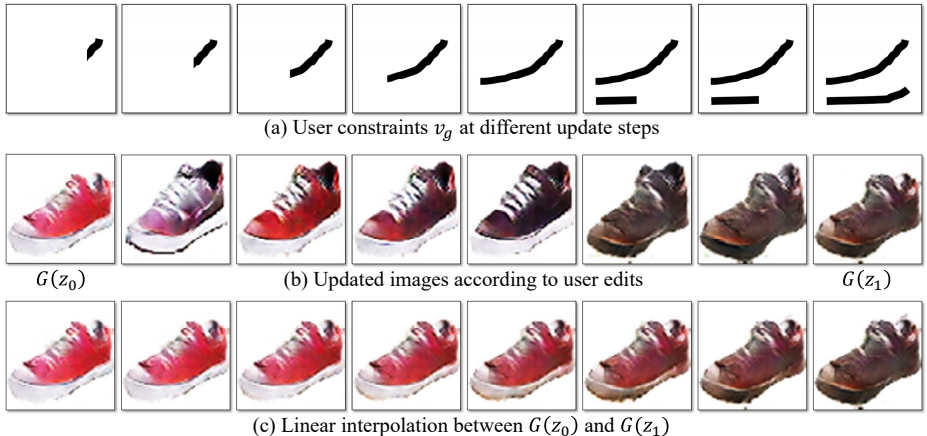 (a) User constraints v_g at different update steps
G(z_0)
(b) Updated images according to user edits
G(z_1)
(c) Linear interpolation between G(z_0) and G(z_1)